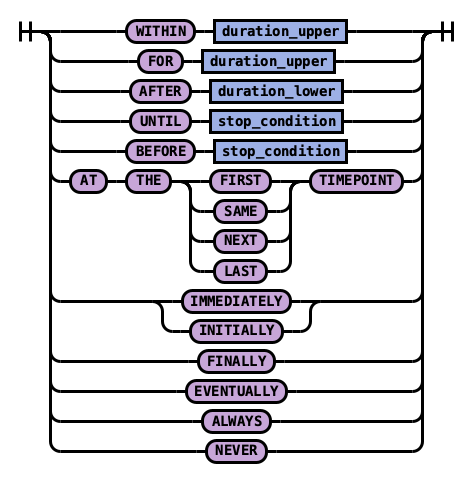 WITHIN duration_upper
FOR duration_upper
AFTER duration_lower
UNTIL stop_condition
BEFORE stop_condition
AT THE FIRST TIMEPOINT
SAME
NEXT
LAST
IMMEDIATELY
INITIALLY
FINALLY
EVENTUALLY
ALWAYS
NEVER